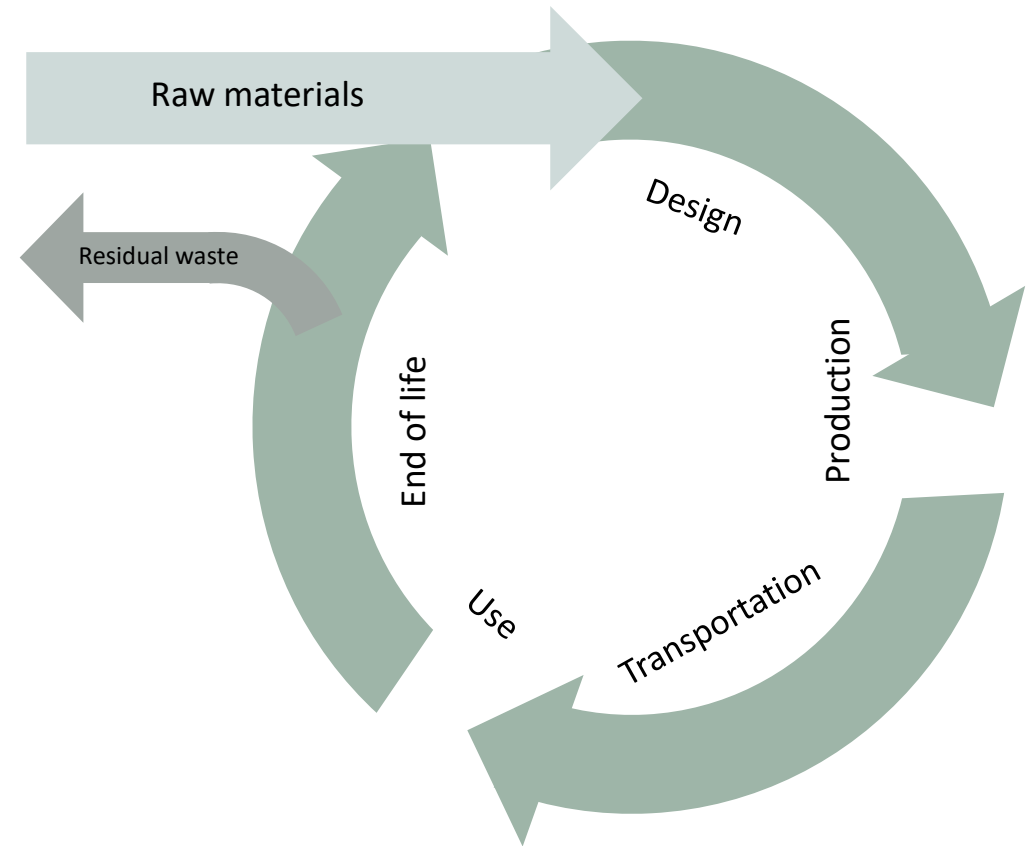 Raw materials
Design
Residual waste
Production
End of life
Transportation
Use